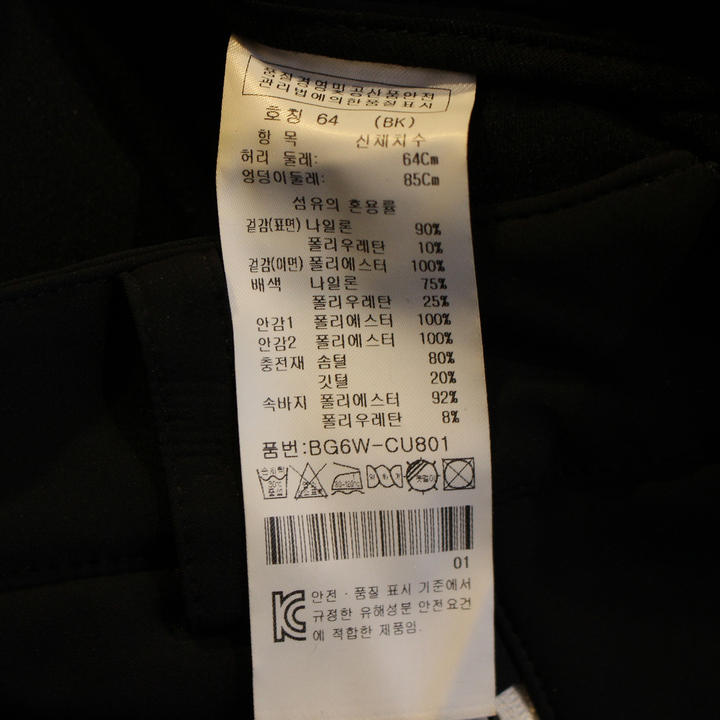 품질경영및공산품안전
관리법에의한품질표시
호칭 64 (BK)
항 목 신체치수
허리 둘레: 64Cm
엉덩이둘레: 85Cm
섬유의 혼용률
겉감(표면) 나일론 90%
폴리우레탄 10%
겉감(이면) 폴리에스터 100%
배색 나일론 75%
폴리우레탄 25%
안감1 폴리에스터 100%
안감2 폴리에스터 100%
충전재 솜털 80%
깃털 20%
속바지 폴리에스터 92%
폴리우레탄 8%
품번:BG6W-CU801
01
안전·품질 표시 기준에서
규정한 유해성분 안전요건
에 적합한 제품임.